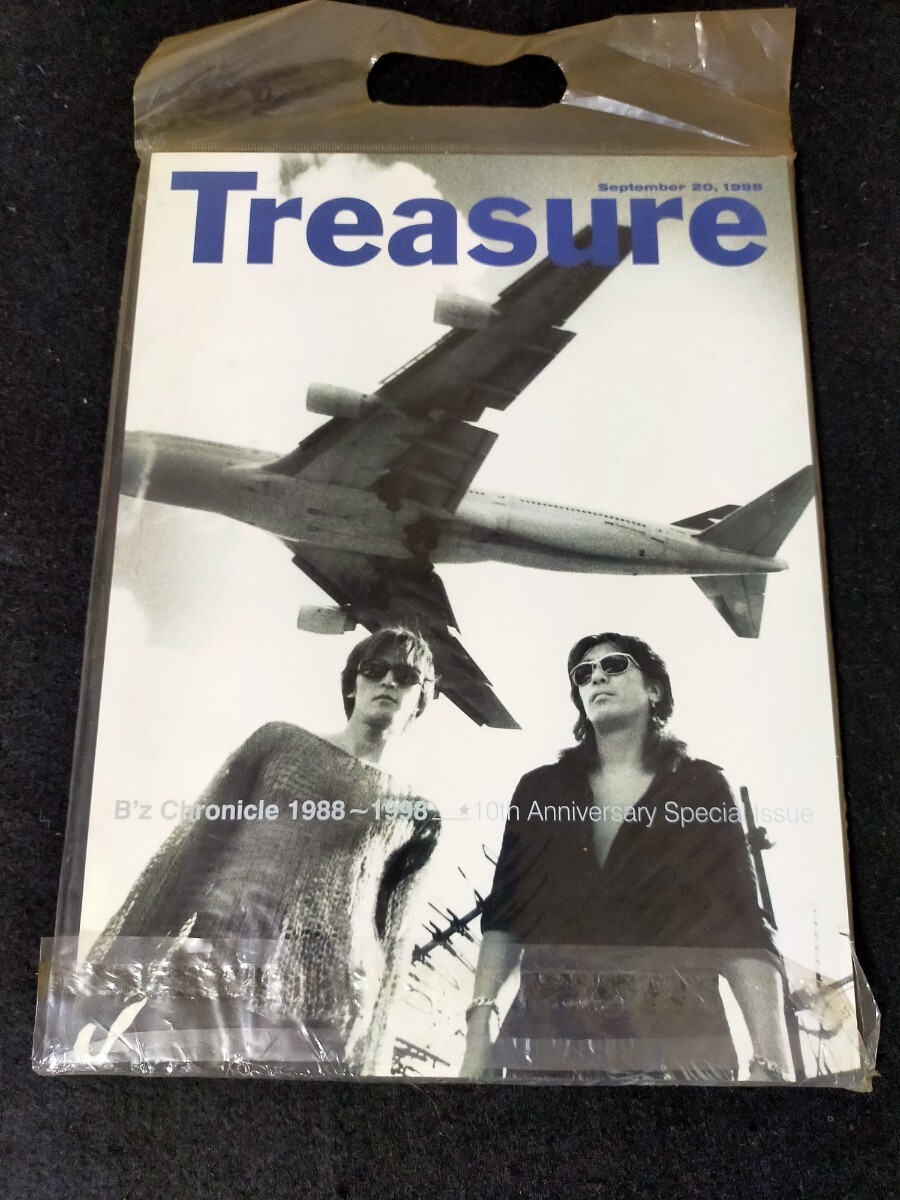 September 20, 1998
Treasure
B'z Chronicle 1988~1998 ★10th Anniversary Special Issue